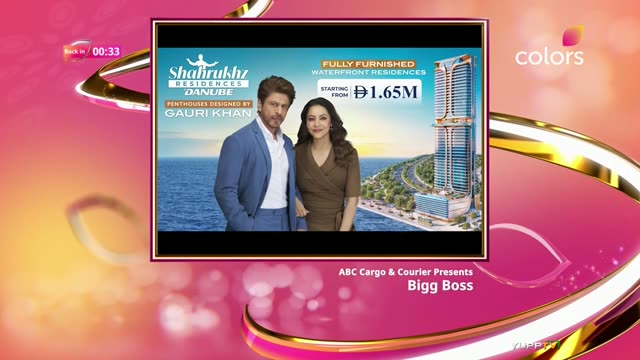 Back in 00:33
colors
Shahrukhz
RESIDENCES
DANUBE
PENTHOUSES DESIGNED BY
GAURI KHAN
FULLY FURNISHED
WATERFRONT RESIDENCES
STARTING
FROM
1.65M
ABC Cargo & Courier Presents
Bigg Boss
YUPPTV